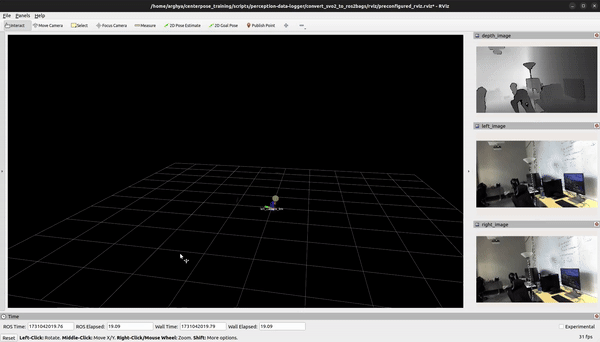 /home/arghya/centerpose_training/scripts/perception-data-logger/convert_svo2_to_ros2bags/rviz/preconfigured_rviz.rviz* - RViz
File Panels Help
Interact Move Camera Select Focus Camera Measure 2D Pose Estimate 2D Goal Pose Publish Point
depth_image
left_image
right_image
Time
ROS Time: 1731042019.76 ROS Elapsed: 19.09 Wall Time: 1731042019.79 Wall Elapsed: 19.09 Experimental
Reset Left-Click: Rotate. Middle-Click: Move X/Y. Right-Click/Mouse Wheel: Zoom. Shift: More options. 31 fps